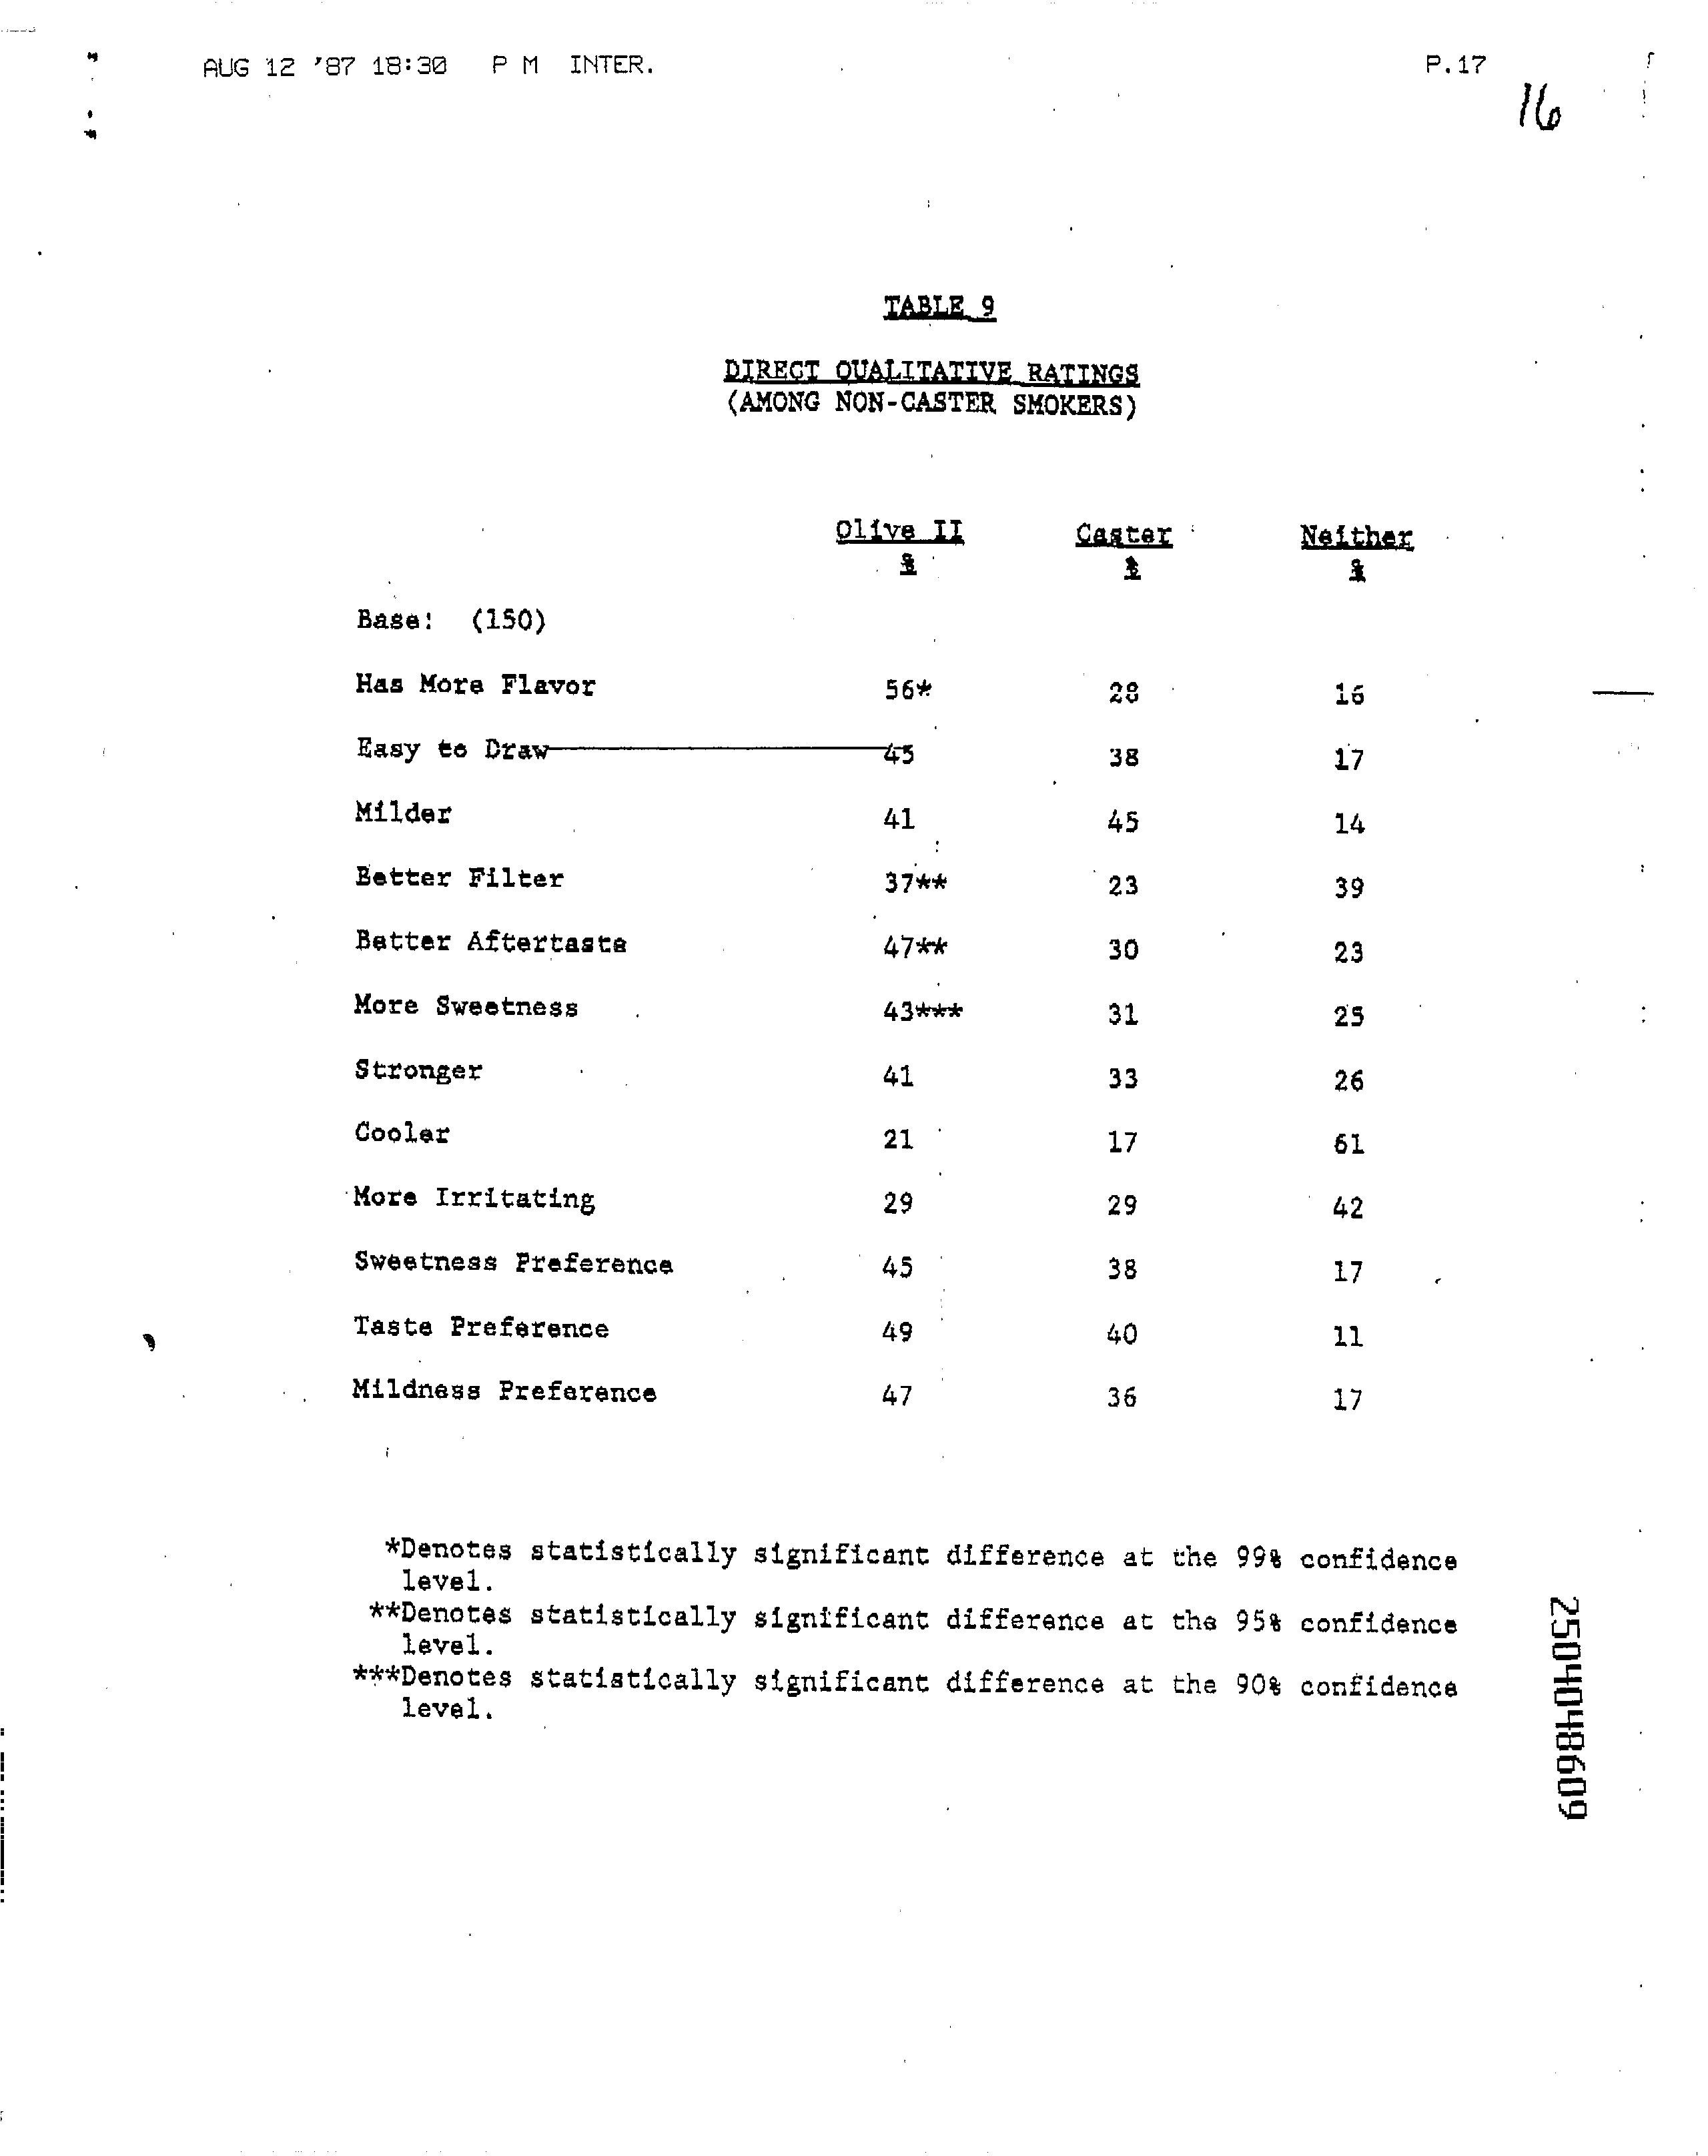 AUG 12 '87 18:30 P M INTER. P.17
16
TABLE 9
DIRECT QUALITATIVE RATINGS
(AMONG NON-CASTER SMOKERS)
Olive II Caster Neither
% % %
Base: (150)
Has More Flavor 56* 28 16
Easy to Draw 45 38 17
Milder 41 45 14
Better Filter 37** 23 39
Better Aftertaste 47** 30 23
More Sweetness 43*** 31 25
Stronger 41 33 26
Cooler 21 17 61
More Irritating 29 29 42
Sweetness Preference 45 38 17
Taste Preference 49 40 11
Mildness Preference 47 36 17
*Denotes statistically significant difference at the 99% confidence
level.
**Denotes statistically significant difference at the 95% confidence
level.
***Denotes statistically significant difference at the 90% confidence
level.
2504048609